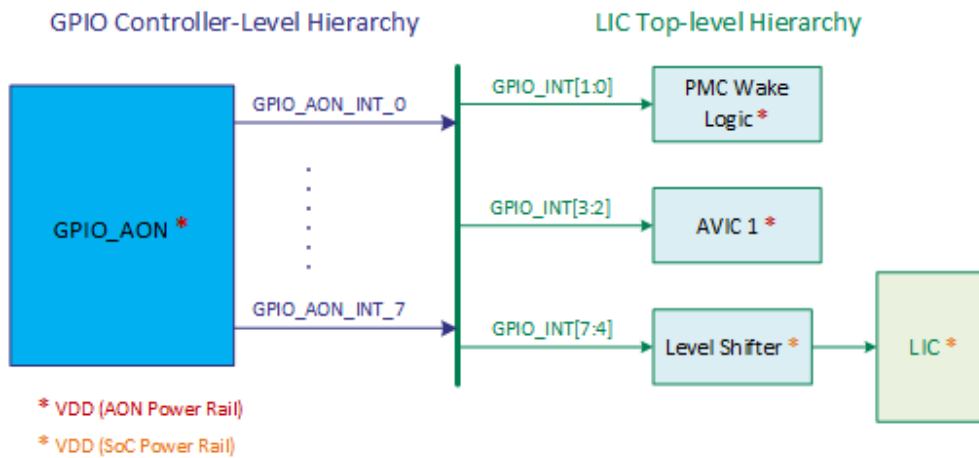 GPIO Controller-Level Hierarchy
LIC Top-level Hierarchy
GPIO_AON *
GPIO_AON_INT_0
GPIO_AON_INT_7
GPIO_INT[1:0]
PMC Wake
Logic *
GPIO_INT[3:2]
AVIC 1 *
GPIO_INT[7:4]
Level Shifter *
LIC *
* VDD (AON Power Rail)
* VDD (SoC Power Rail)